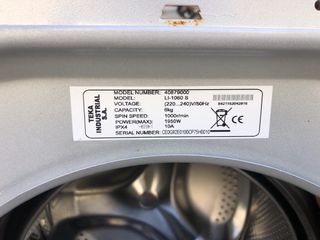 TEKA
INDUSTRIAL
S.A.
MODEL NUMBER: 40879000
MODEL: LI-1060 S
VOLTAGE: (220...240)V/50Hz
CAPACITY: 6kg
SPIN SPEED: 1000r/min
POWER(MAX): 1950W
IPX4 10A
SERIAL NUMBER: